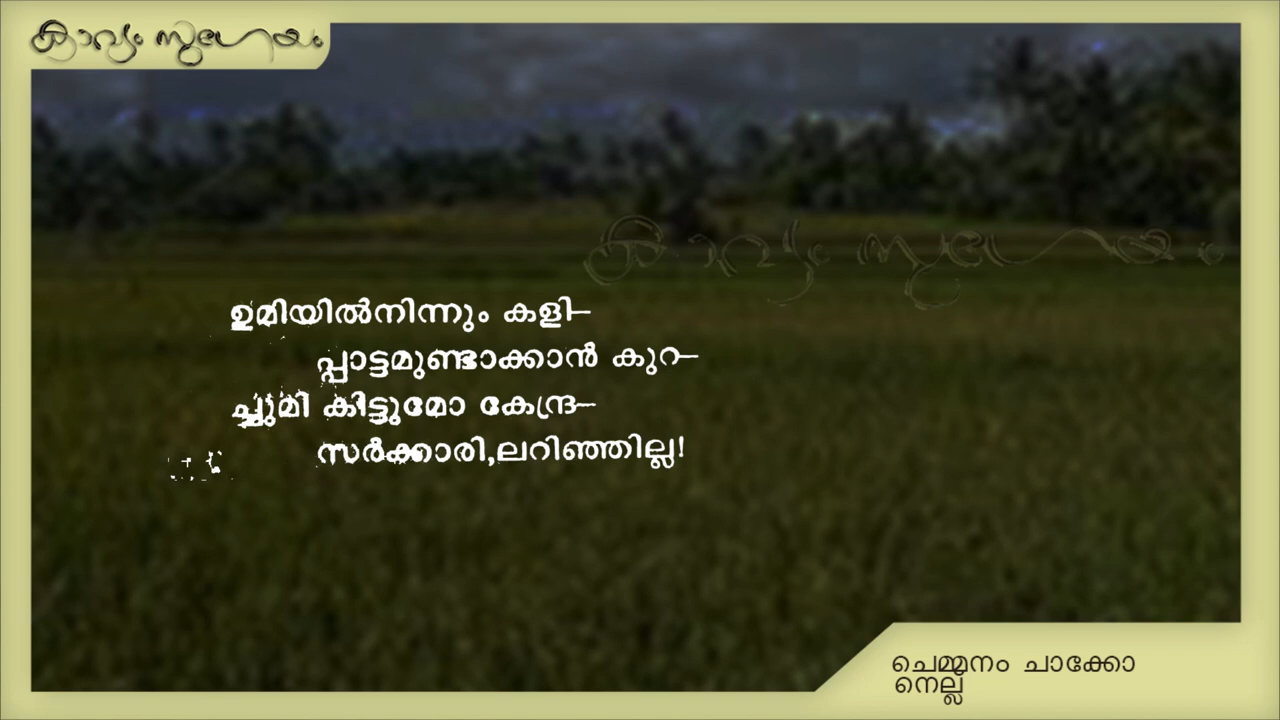 കാവ്യം സുഗേയം
കാവ്യം സുഗേയം
ഉമിയിൽനിന്നും കളി–
പ്പാട്ടമുണ്ടാക്കാൻ കുറ–
ച്ചുമി കിട്ടുമോ കേന്ദ്ര–
സർക്കാരി,ലറിഞ്ഞില്ല!
ചെമ്മനം ചാക്കോ
നെല്ല്